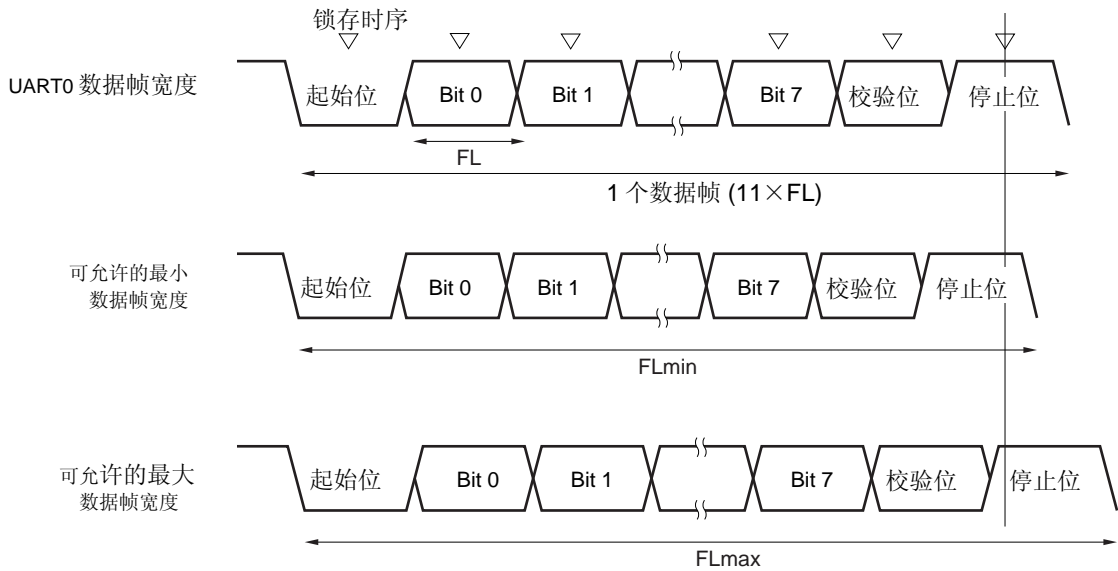 锁存时序
UART0 数据帧宽度
起始位 Bit 0 Bit 1 Bit 7 校验位 停止位
FL
1 个数据帧 (11×FL)
可允许的最小
数据帧宽度
起始位 Bit 0 Bit 1 Bit 7 校验位 停止位
FLmin
可允许的最大
数据帧宽度
起始位 Bit 0 Bit 1 Bit 7 校验位 停止位
FLmax